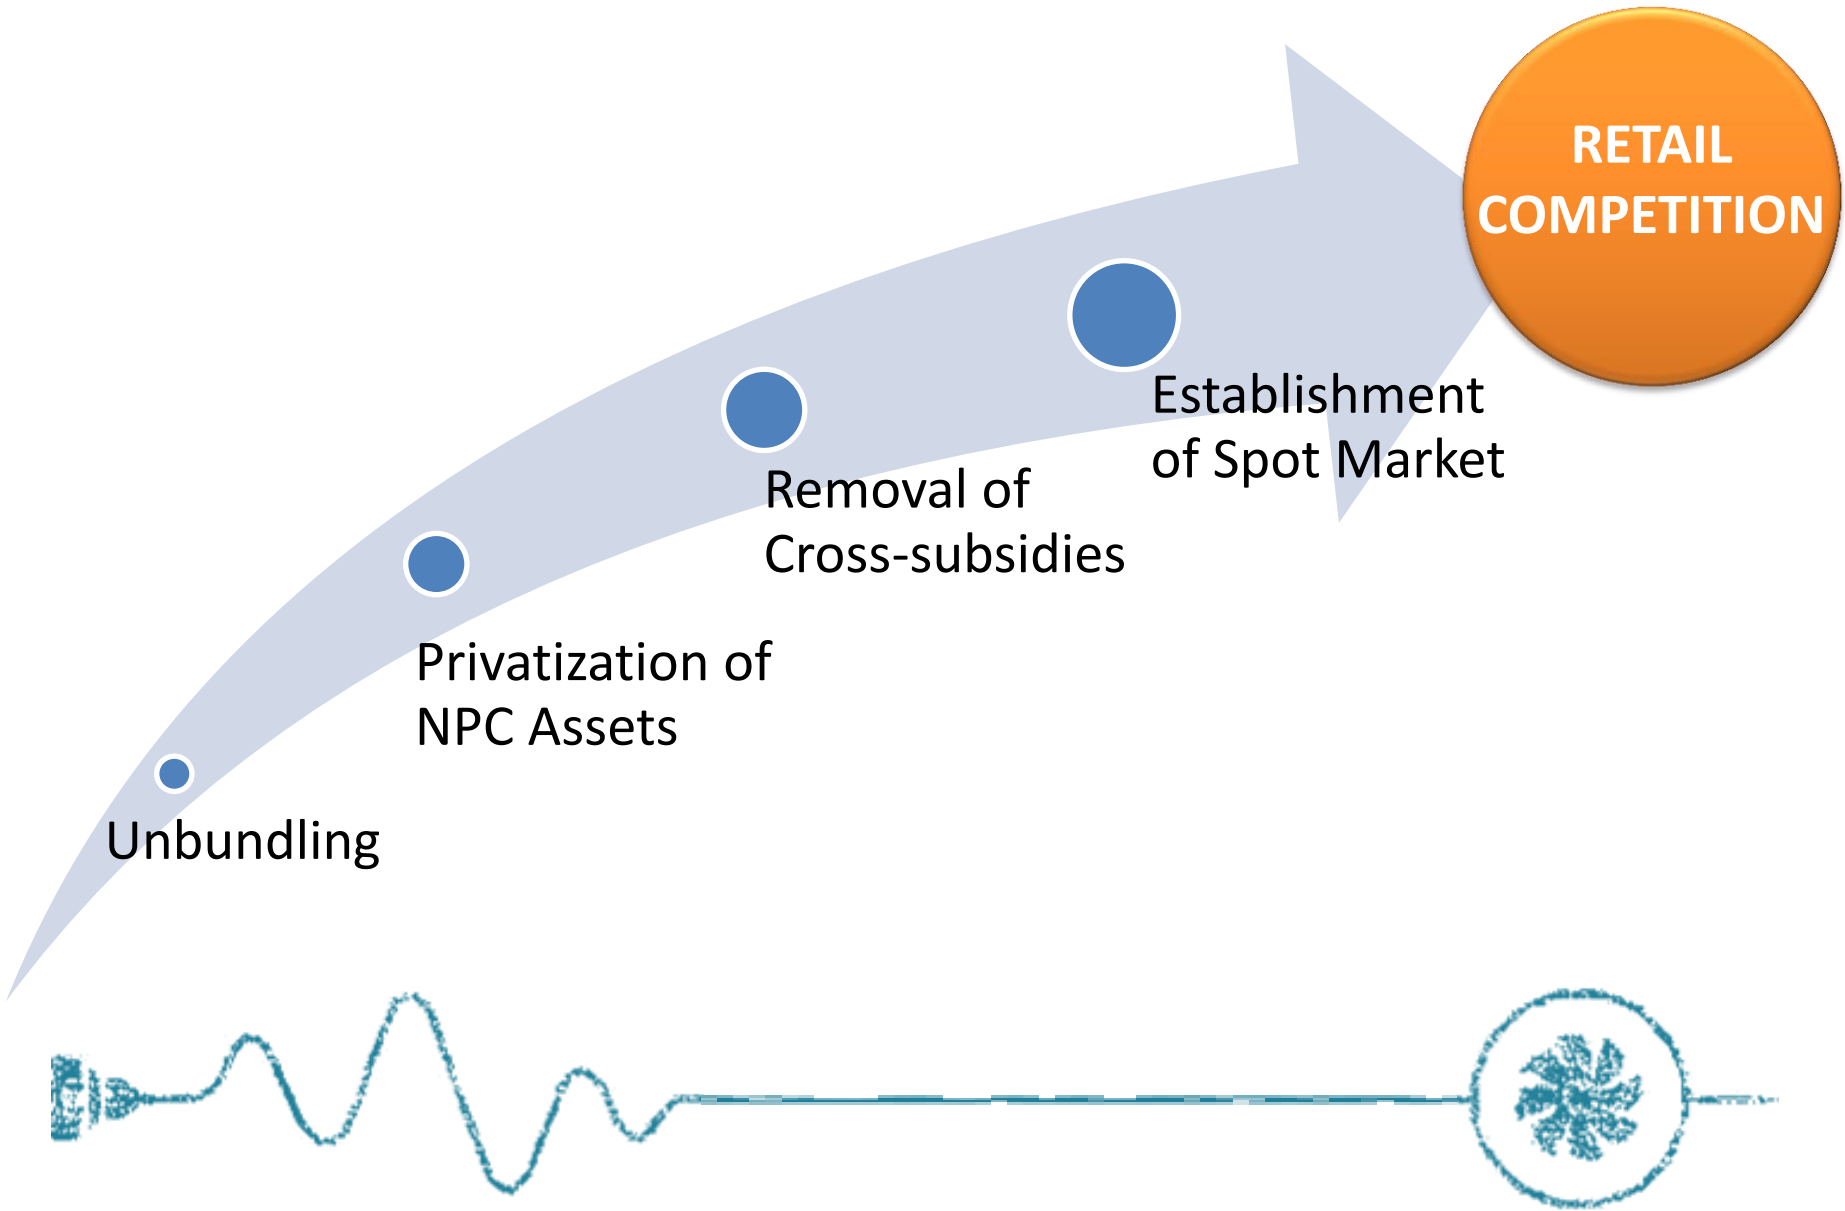 RETAIL
COMPETITION
Establishment
of Spot Market
Removal of
Cross-subsidies
Privatization of
NPC Assets
Unbundling